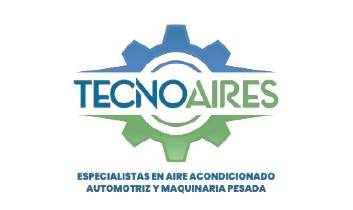 TECNOAIRES
ESPECIALISTAS EN AIRE ACONDICIONADO
AUTOMOTRIZ Y MAQUINARIA PESADA